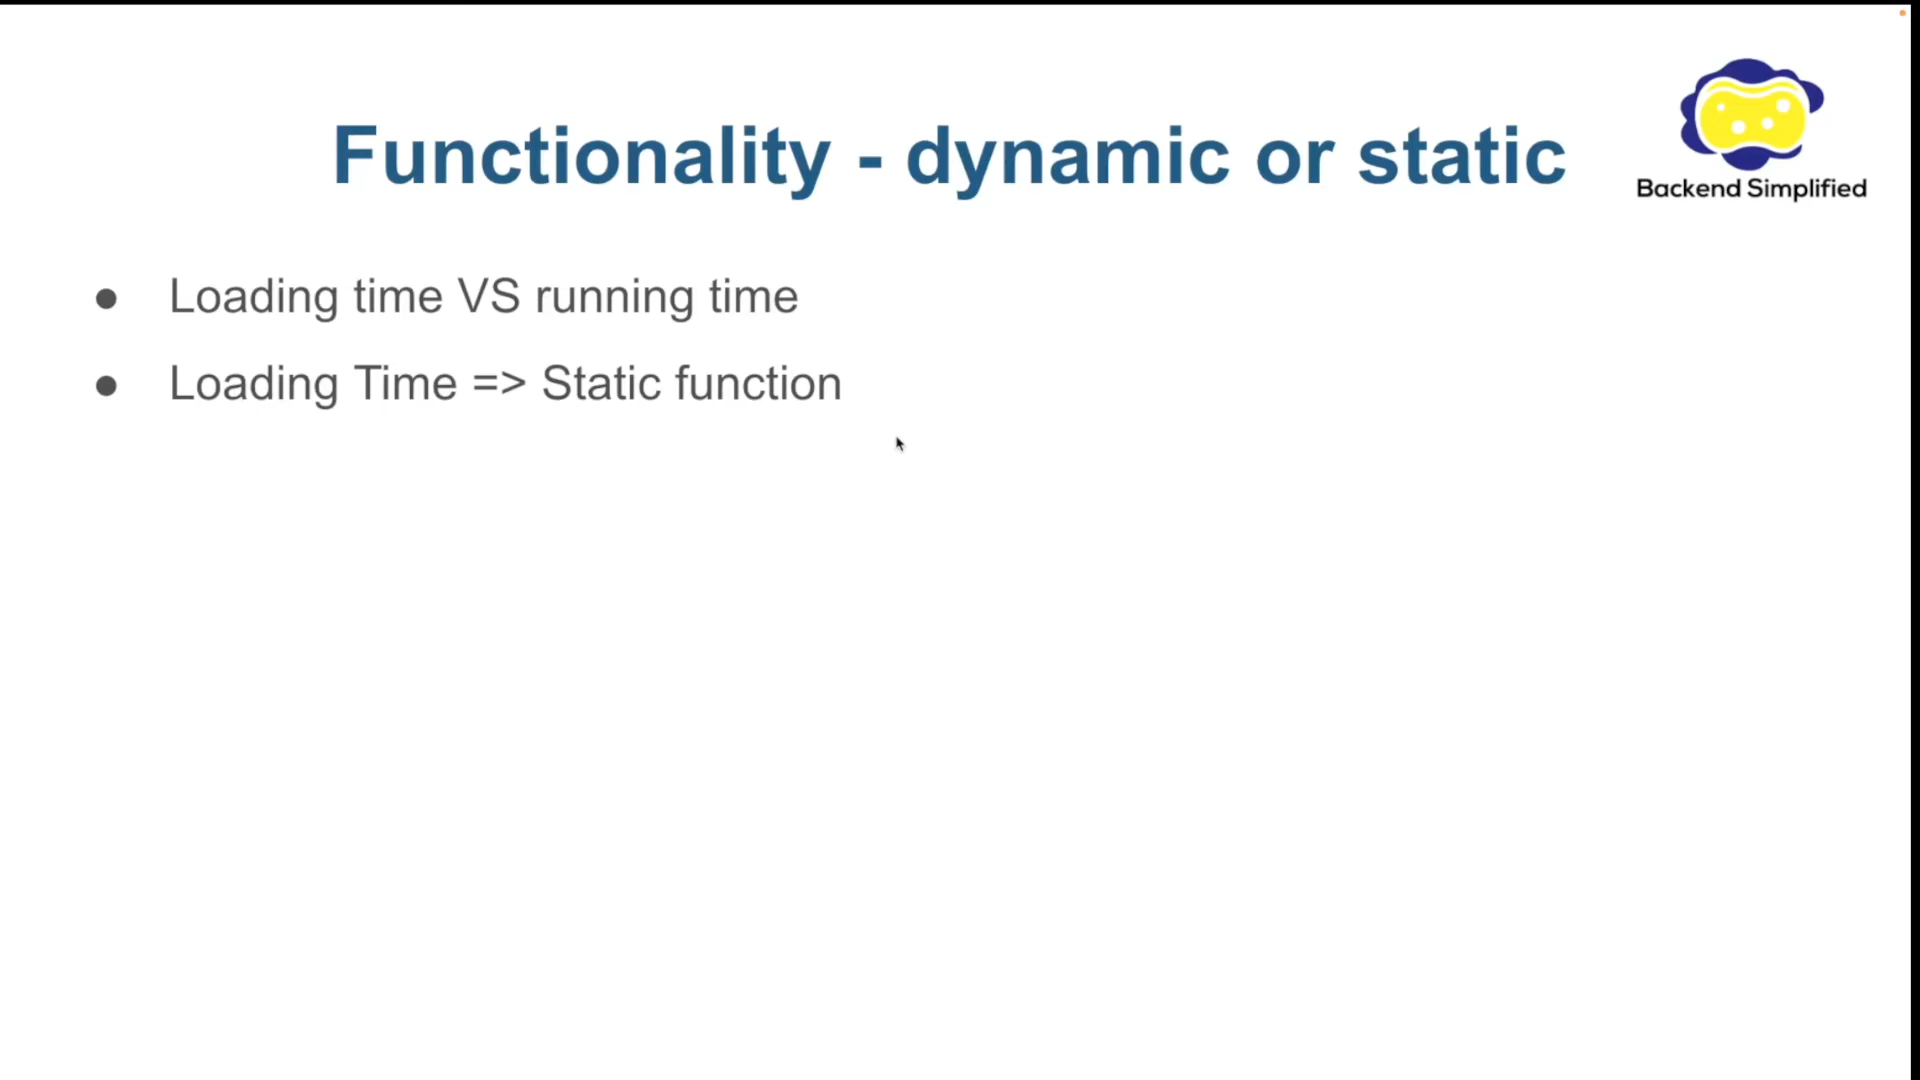 Functionality - dynamic or static
Backend Simplified
● Loading time VS running time
● Loading Time => Static function